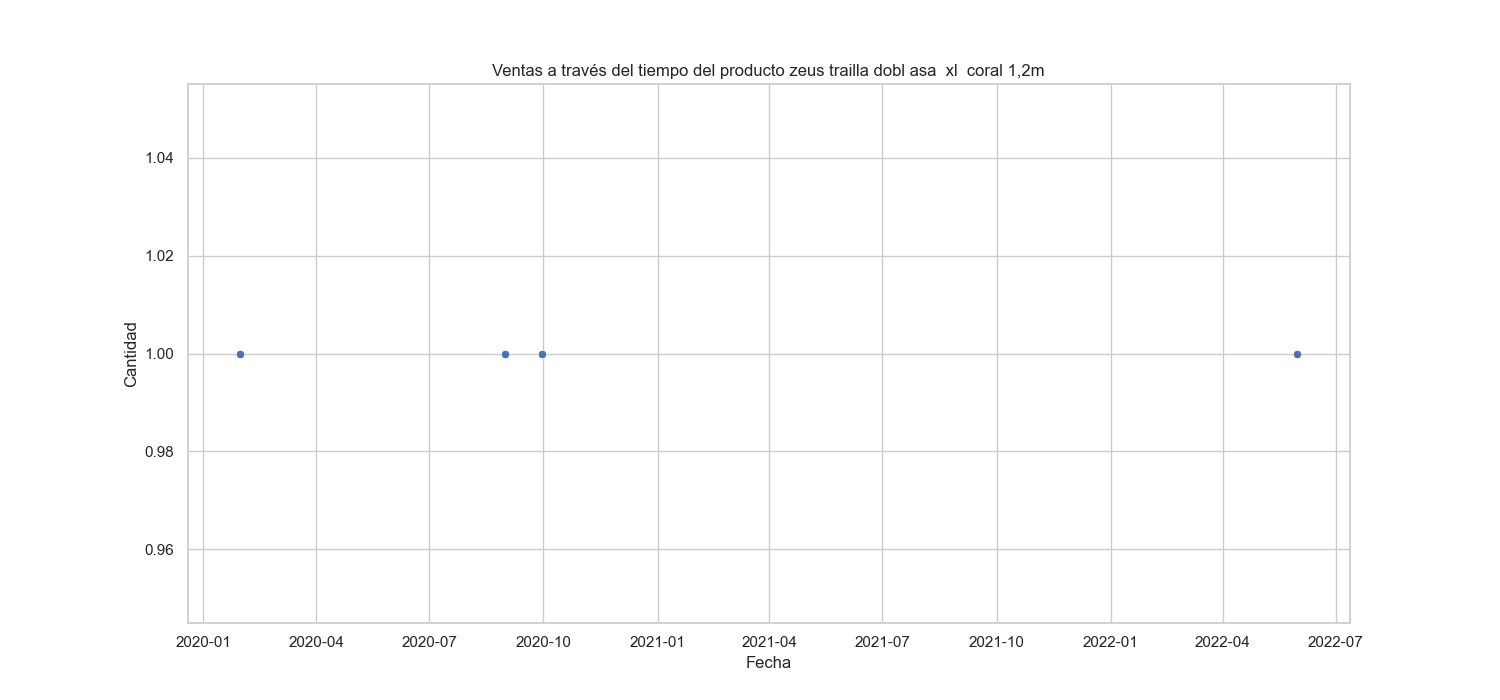 Ventas a través del tiempo del producto zeus trailla dobl asa  xl  coral 1,2m
1.04
1.02
1.00
0.98
0.96
Cantidad
2020-01 2020-04 2020-07 2020-10 2021-01 2021-04 2021-07 2021-10 2022-01 2022-04 2022-07
Fecha